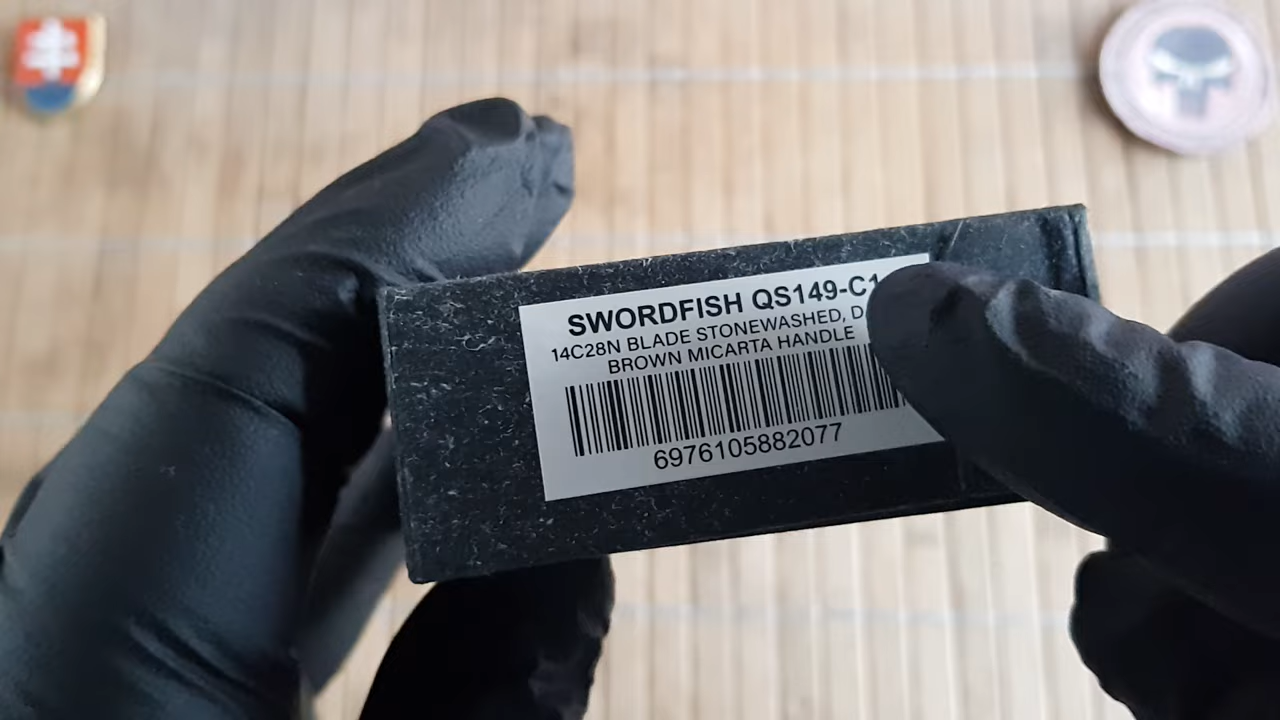 SWORDFISH QS149-C1
14C28N BLADE STONEWASHED,
BROWN MICARTA HANDLE
6976105882077